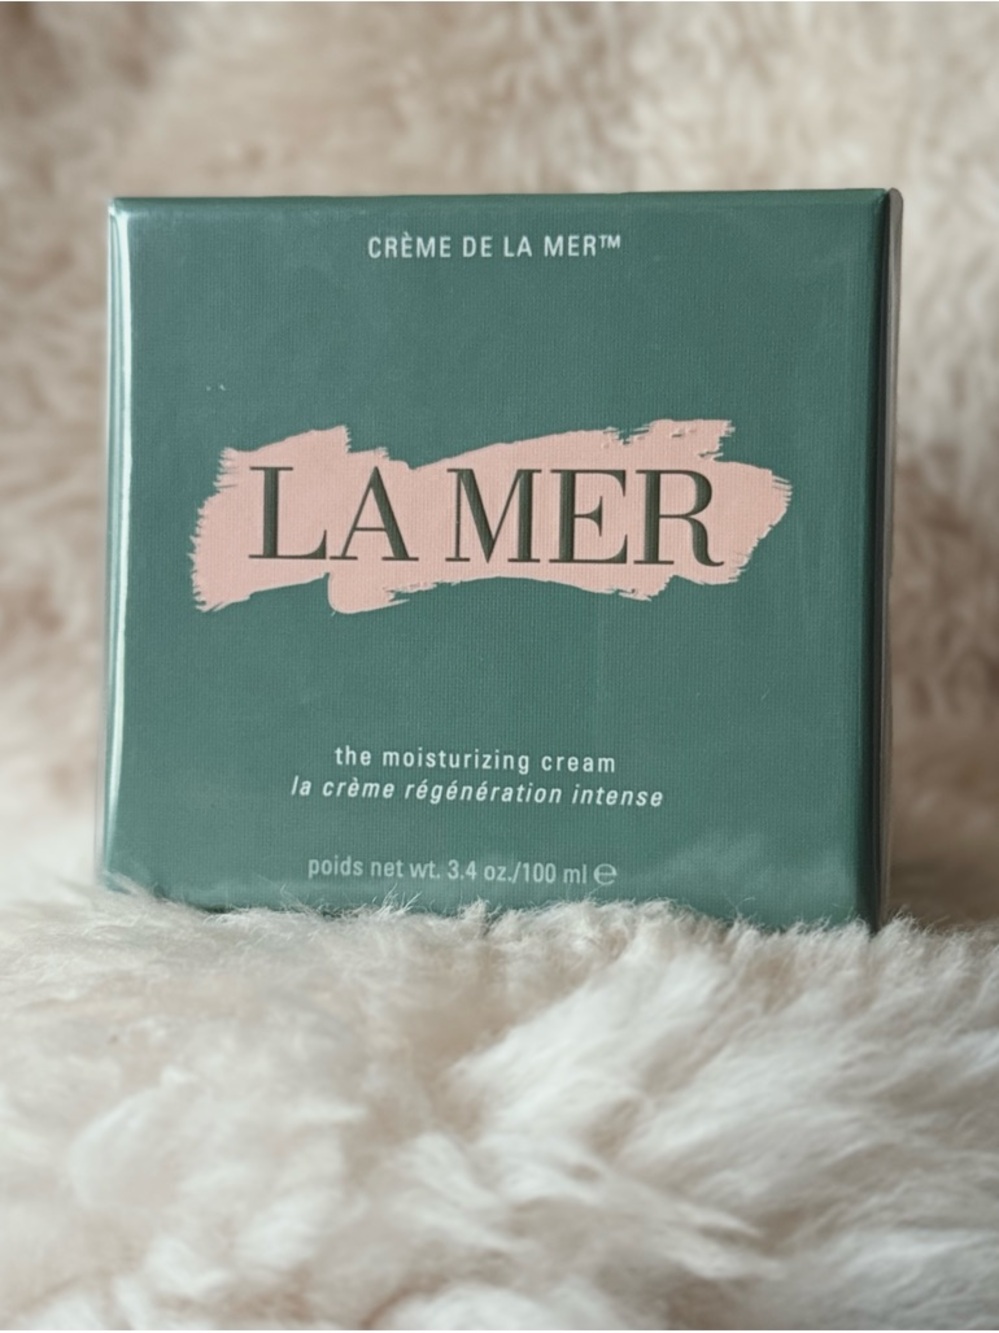 CRÈME DE LA MER™
LA MER
the moisturizing cream
la crème régénération intense
poids net wt. 3.4 oz./100 ml ℮